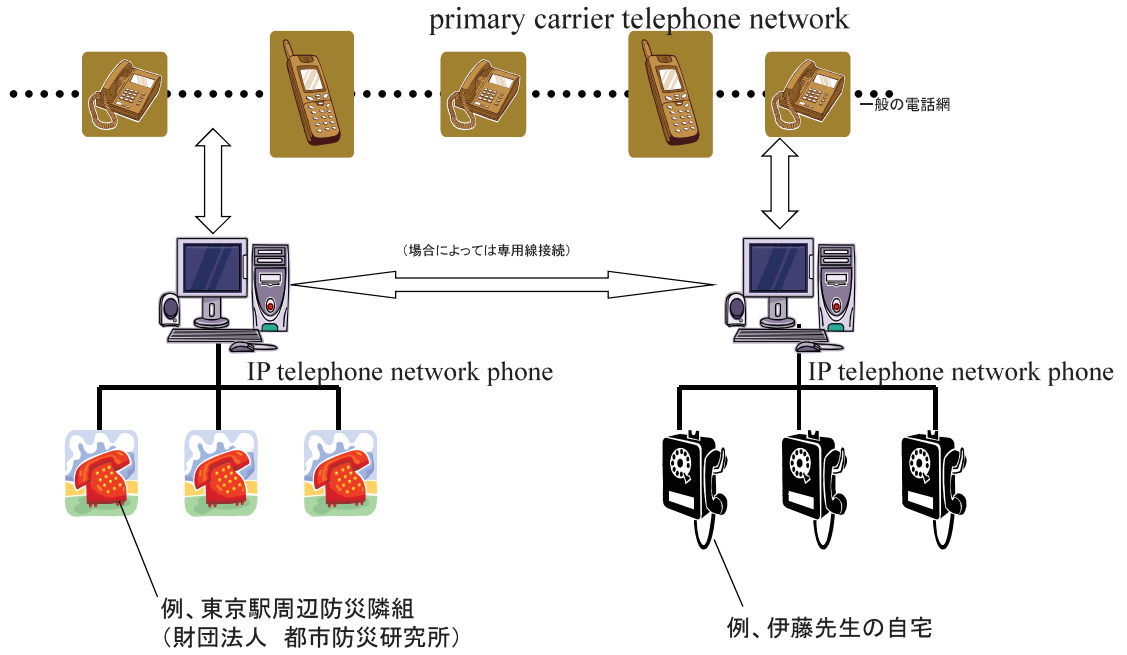 primary carrier telephone network
一般の電話網
（場合によっては専用線接続）
IP telephone network phone
IP telephone network phone
例、東京駅周辺防災隣組
（財団法人　都市防災研究所）
例、伊藤先生の自宅